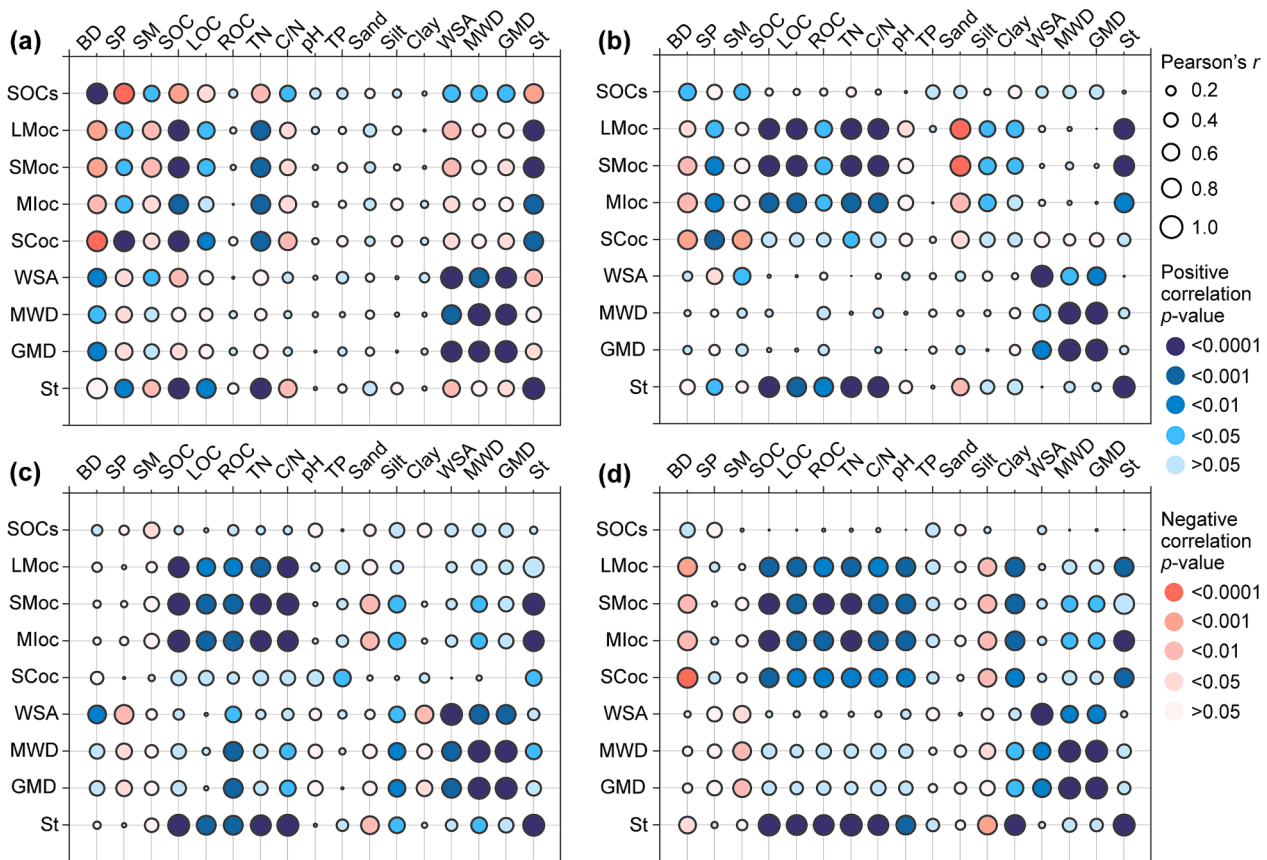 (a)
BD SP SM SOC LOC ROC TN C/N pH TP Sand Silt Clay WSA MWD GMD St
SOCs
LMoc
SMoc
MIoc
SCoc
WSA
MWD
GMD
St
(b)
BD SP SM SOC LOC ROC TN C/N pH TP Sand Silt Clay WSA MWD GMD St
SOCs
LMoc
SMoc
MIoc
SCoc
WSA
MWD
GMD
St
Pearson's r
0.2
0.4
0.6
0.8
1.0
Positive
correlation
p-value
<0.0001
<0.001
<0.01
<0.05
>0.05
Negative
correlation
p-value
<0.0001
<0.001
<0.01
<0.05
>0.05
(c)
BD SP SM SOC LOC ROC TN C/N pH TP Sand Silt Clay WSA MWD GMD St
SOCs
LMoc
SMoc
MIoc
SCoc
WSA
MWD
GMD
St
(d)
BD SP SM SOC LOC ROC TN C/N pH TP Sand Silt Clay WSA MWD GMD St
SOCs
LMoc
SMoc
MIoc
SCoc
WSA
MWD
GMD
St